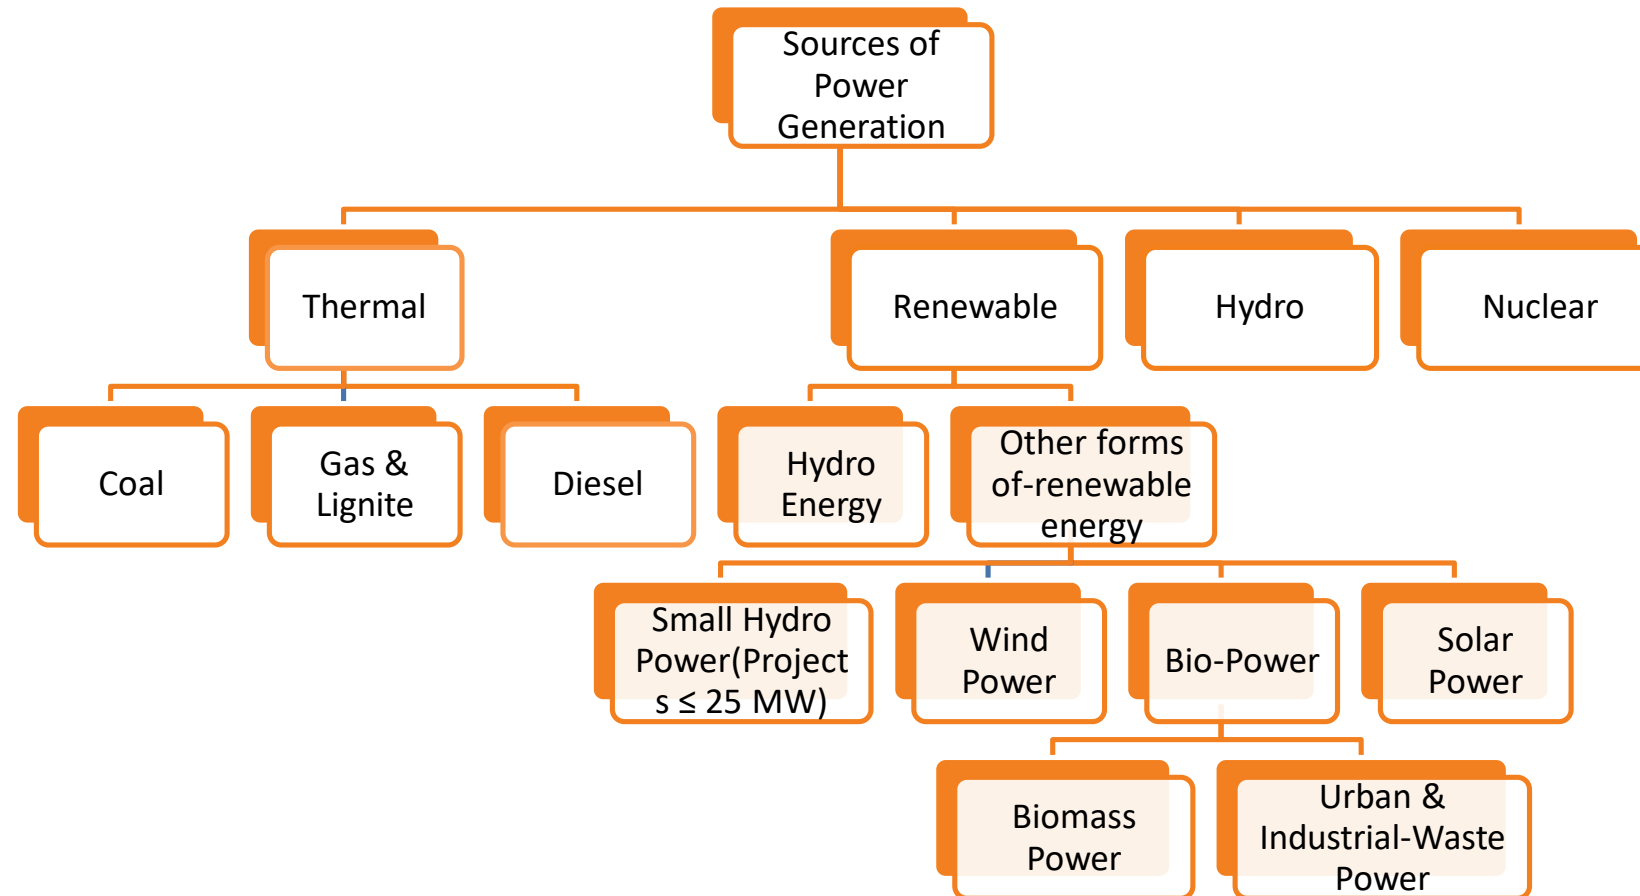 Sources of
Power
Generation
Thermal
Renewable
Hydro
Nuclear
Coal
Gas &
Lignite
Diesel
Hydro
Energy
Other forms
of-renewable
energy
Small Hydro
Power(Project
s ≤ 25 MW)
Wind
Power
Bio-Power
Solar
Power
Biomass
Power
Urban &
Industrial-Waste
Power